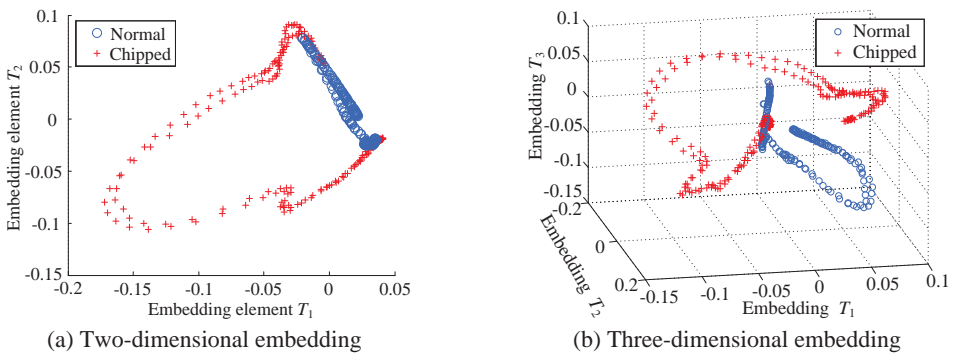 0.1
0.05
0
-0.05
-0.1
-0.15
Embedding element T2
Normal
Chipped
-0.2 -0.15 -0.1 -0.05 0 0.05
Embedding element T1
(a) Two-dimensional embedding
0.1
0.05
0
-0.05
-0.1
-0.15
Embedding T3
Normal
Chipped
-0.2
0
0.2
Embedding T2
-0.15 -0.1 -0.05 0 0.05 0.1
Embedding T1
(b) Three-dimensional embedding